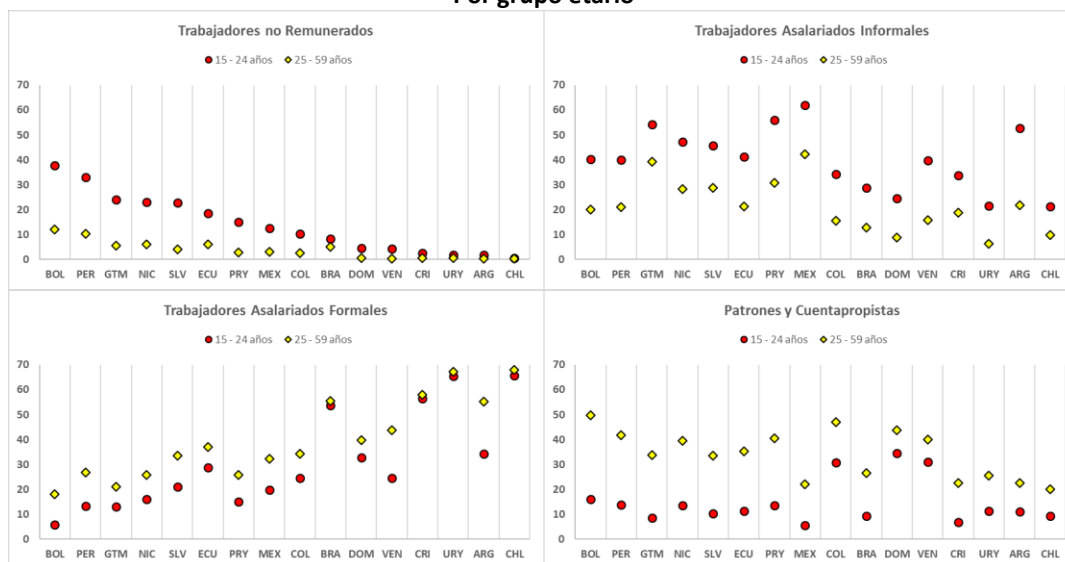 Por grupo etario
Trabajadores no Remunerados
15 - 24 años 25 - 59 años
70
60
50
40
30
20
10
0
BOL PER GTM NIC SLV ECU PRY MEX COL BRA DOM VEN CRI URY ARG CHL
Trabajadores Asalariados Informales
15 - 24 años 25 - 59 años
70
60
50
40
30
20
10
0
BOL PER GTM NIC SLV ECU PRY MEX COL BRA DOM VEN CRI URY ARG CHL
Trabajadores Asalariados Formales
15 - 24 años 25 - 59 años
70
60
50
40
30
20
10
0
BOL PER GTM NIC SLV ECU PRY MEX COL BRA DOM VEN CRI URY ARG CHL
Patrones y Cuentapropistas
15 - 24 años 25 - 59 años
70
60
50
40
30
20
10
0
BOL PER GTM NIC SLV ECU PRY MEX COL BRA DOM VEN CRI URY ARG CHL